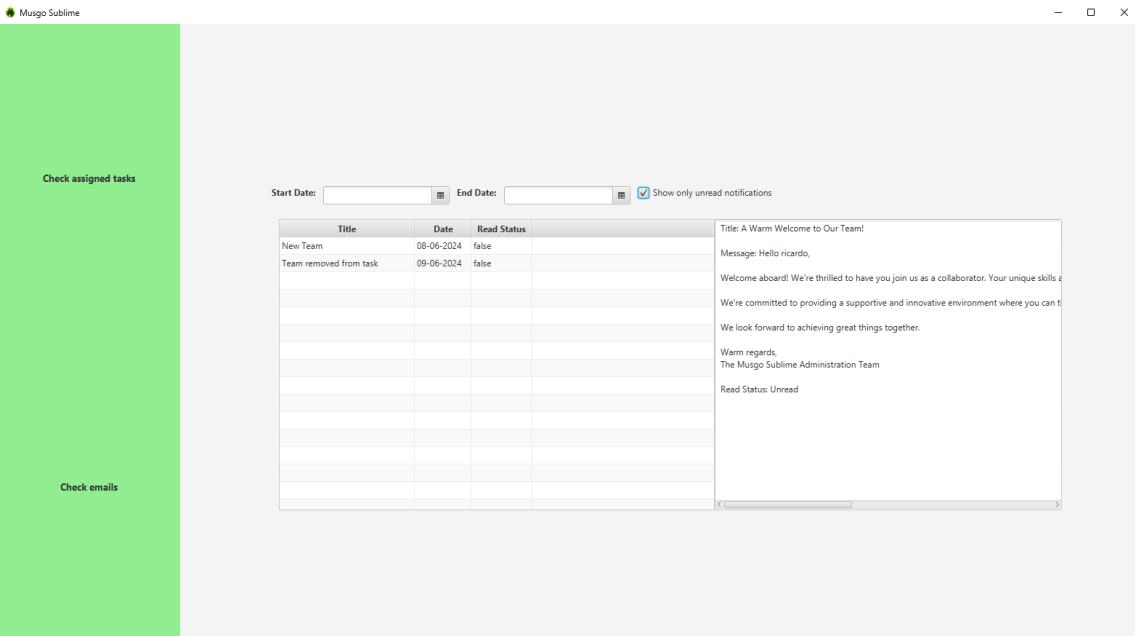 Musgo Sublime
Check assigned tasks
Check emails
Start Date:
End Date:
Show only unread notifications
Title Date Read Status
New Team 08-06-2024 false
Team removed from task 09-06-2024 false
Title: A Warm Welcome to Our Team!
Message: Hello ricardo,
Welcome aboard! We're thrilled to have you join us as a collaborator. Your unique skills
We're committed to providing a supportive and innovative environment where you can
We look forward to achieving great things together.
Warm regards,
The Musgo Sublime Administration Team
Read Status: Unread